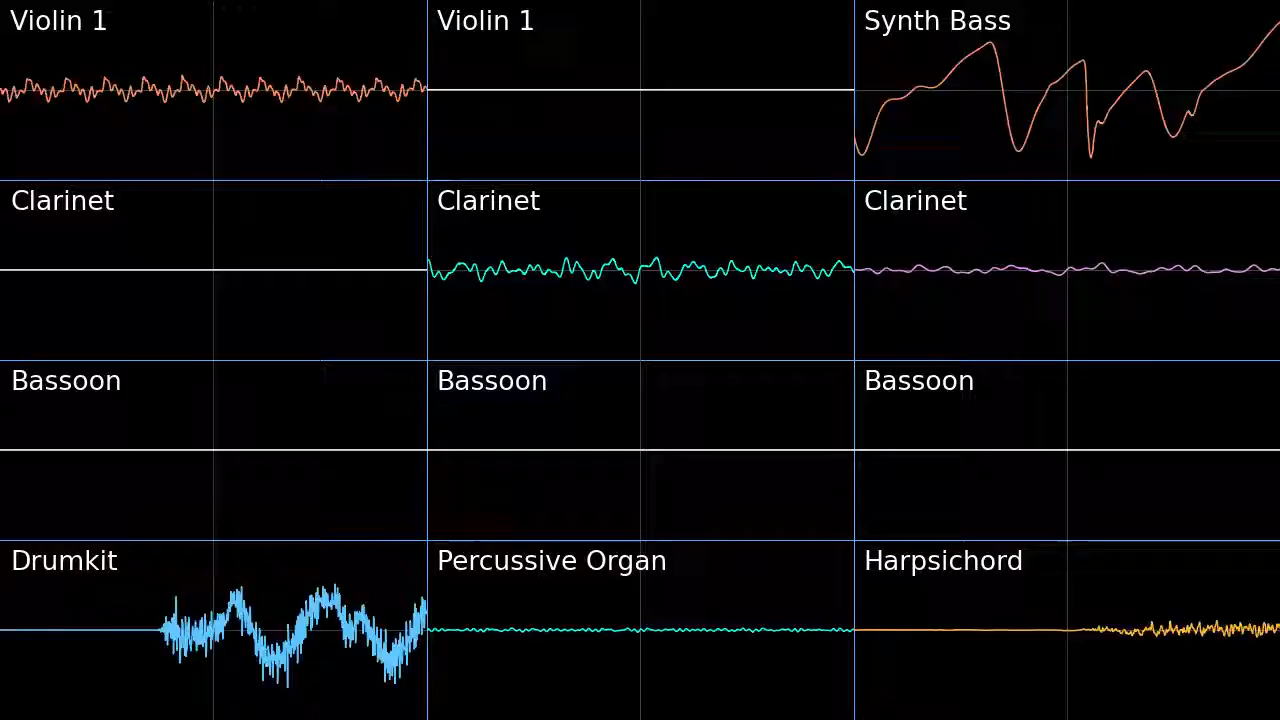 Violin 1
Violin 1
Synth Bass
Clarinet
Clarinet
Clarinet
Bassoon
Bassoon
Bassoon
Drumkit
Percussive Organ
Harpsichord